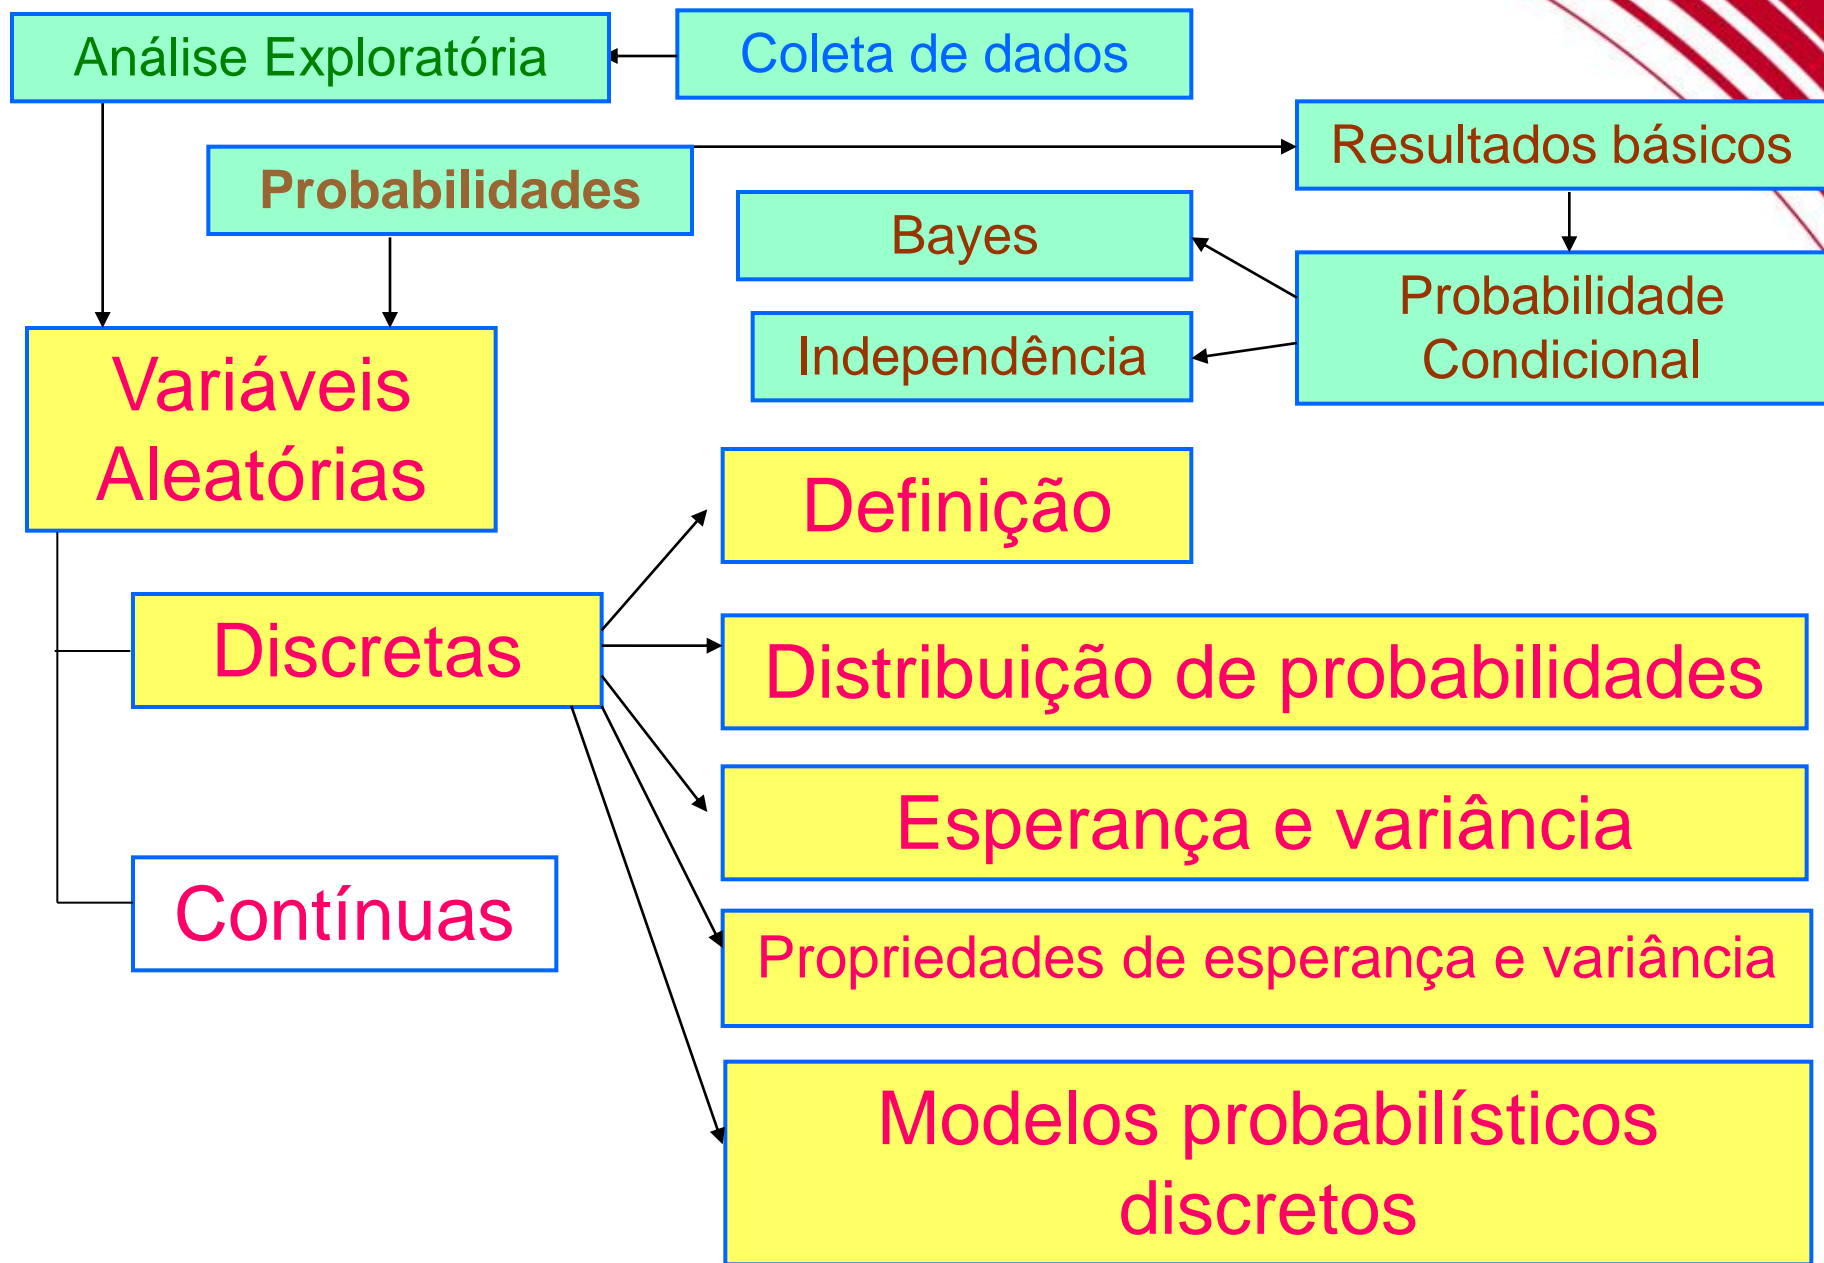 Análise Exploratória
Coleta de dados
Resultados básicos
Probabilidades
Bayes
Probabilidade
Condicional
Independência
Variáveis
Aleatórias
Definição
Discretas
Distribuição de probabilidades
Esperança e variância
Contínuas
Propriedades de esperança e variância
Modelos probabilísticos
discretos